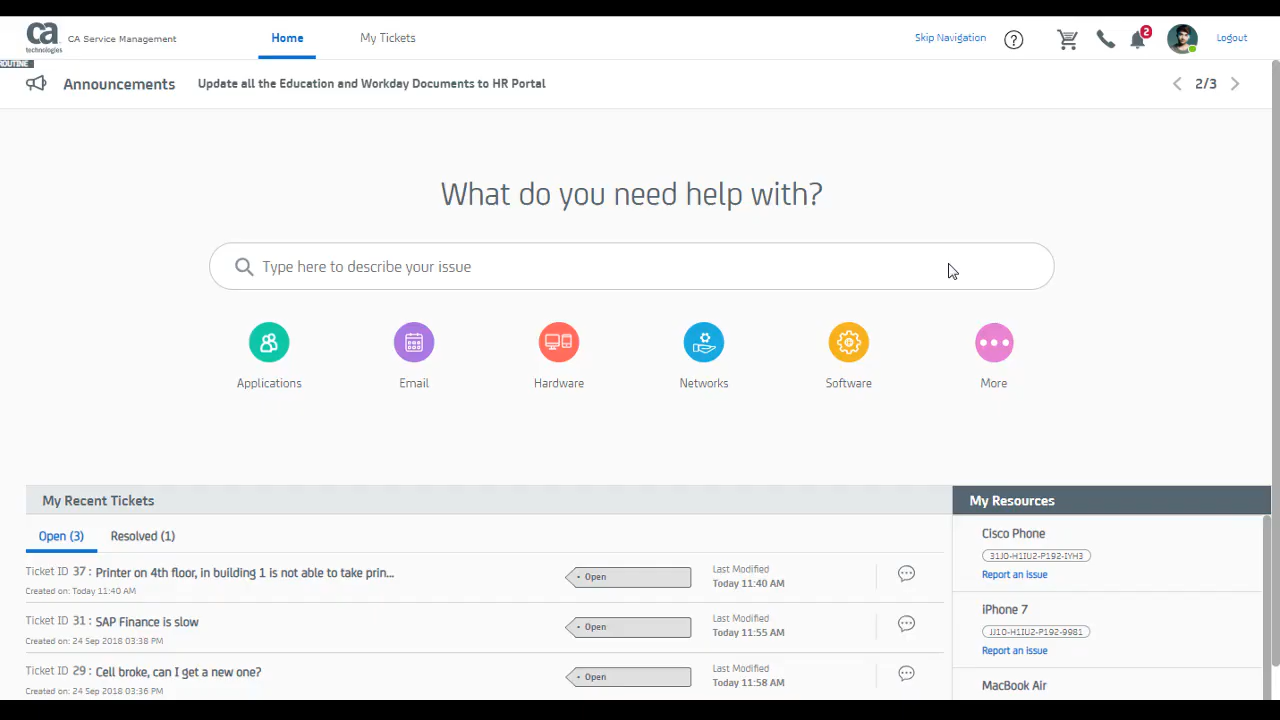 ca
technologies
CA Service Management
Home
My Tickets
Skip Navigation
?
2
Logout
ROUTINE
Announcements
Update all the Education and Workday Documents to HR Portal
2/3
What do you need help with?
Type here to describe your issue
Applications
Email
Hardware
Networks
Software
More
My Recent Tickets
Open (3)
Resolved (1)
Ticket ID 37 : Printer on 4th floor, in building 1 is not able to take prin...
Created on: Today 11:40 AM
Open
Last Modified
Today 11:40 AM
Ticket ID 31 : SAP Finance is slow
Created on: 24 Sep 2018 03:38 PM
Open
Last Modified
Today 11:55 AM
Ticket ID 29 : Cell broke, can I get a new one?
Created on: 24 Sep 2018 03:36 PM
Open
Last Modified
Today 11:58 AM
My Resources
Cisco Phone
31J0-H1IU2-P192-IYH3
Report an issue
iPhone 7
JJ10-H1IU2-P192-9981
Report an issue
MacBook Air